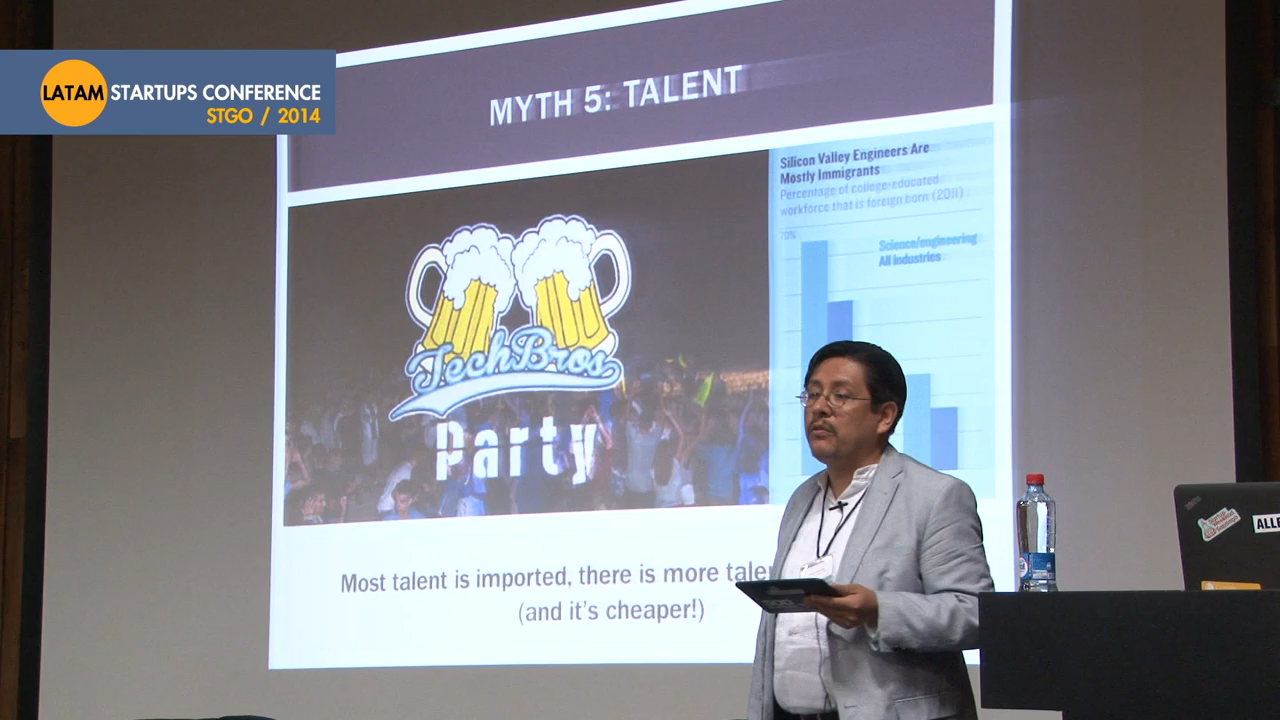 LATAM STARTUPS CONFERENCE
STGO / 2014
MYTH 5: TALENT
Silicon Valley Engineers Are
Mostly Immigrants
Percentage of college-educated
workforce that is foreign born (2011)
70%
Science/engineering
All industries
TechBros
Party
Most talent is imported, there is more
(and it's cheaper!)